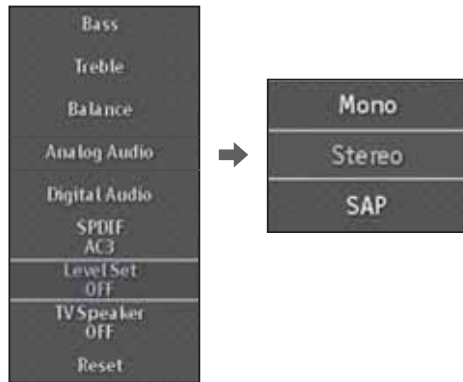 Bass
Treble
Balance
Analog Audio
Digital Audio
SPDIF
AC3
Level Set
OFF
TV Speaker
OFF
Reset
Mono
Stereo
SAP